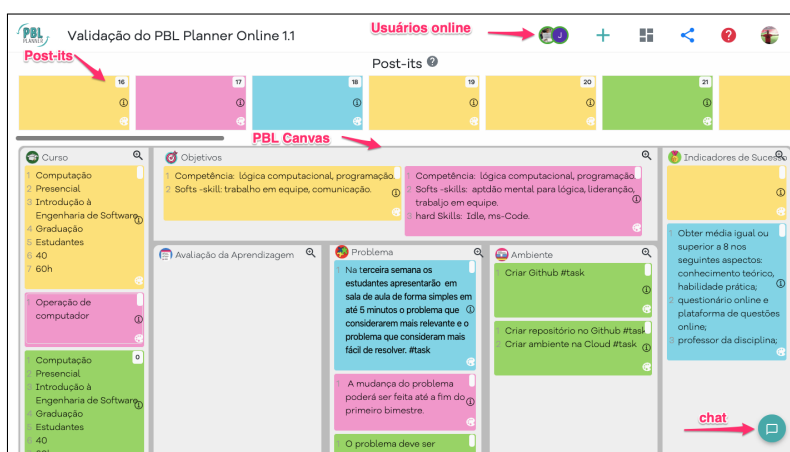 PBL
PLANNER
Validação do PBL Planner Online 1.1
Usuários online
J
Post-its
Post-its
16
17
18
19
20
21
PBL Canvas
Curso
1 Computação
2 Presencial
3 Introdução à
Engenharia de Software
4 Graduação
5 Estudantes
6 40
7 60h
1 Operação de
computador
0
1 Computação
2 Presencial
3 Introdução à
Engenharia de Software
4 Graduação
5 Estudantes
6 40
Objetivos
1 Competência: lógica computacional, programação.
2 Softs -skill: trabalho em equipe, comunicação.
1 Competência: lógica computacional, programação.
2 Softs -skills: aptdão mental para lógica, liderançño,
trabaljo em equipe.
3 hard Skills: Idle, ms-Code.
Avaliação da Aprendizagem
Problema
1 Na terceira semana os
estudantes apresentarão em
sala de aula de forma simples em
até 5 minutos o problema que
considerarem mais relevante e o
problema que consideram mais
fácil de resolver. #task
1 A mudança do problema
poderá ser feita até a fim do
primeiro bimestre.
1 O problema deve ser
Ambiente
1 Criar Github #task
1 Criar repositório no Github #task
2 Criar ambiente na Cloud #task
Indicadores de Sucesso
1 Obter média igual ou
superior a 8 nos
seguintes aspectos:
conhecimento teórico,
habilidade prática;
2 questionário online e
plataforma de questões
online;
3 professor da disciplina;
chat